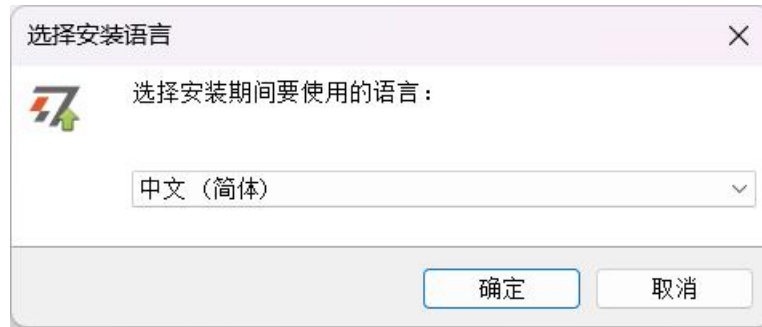 选择安装语言
选择安装期间要使用的语言：
中文 (简体)
确定
取消